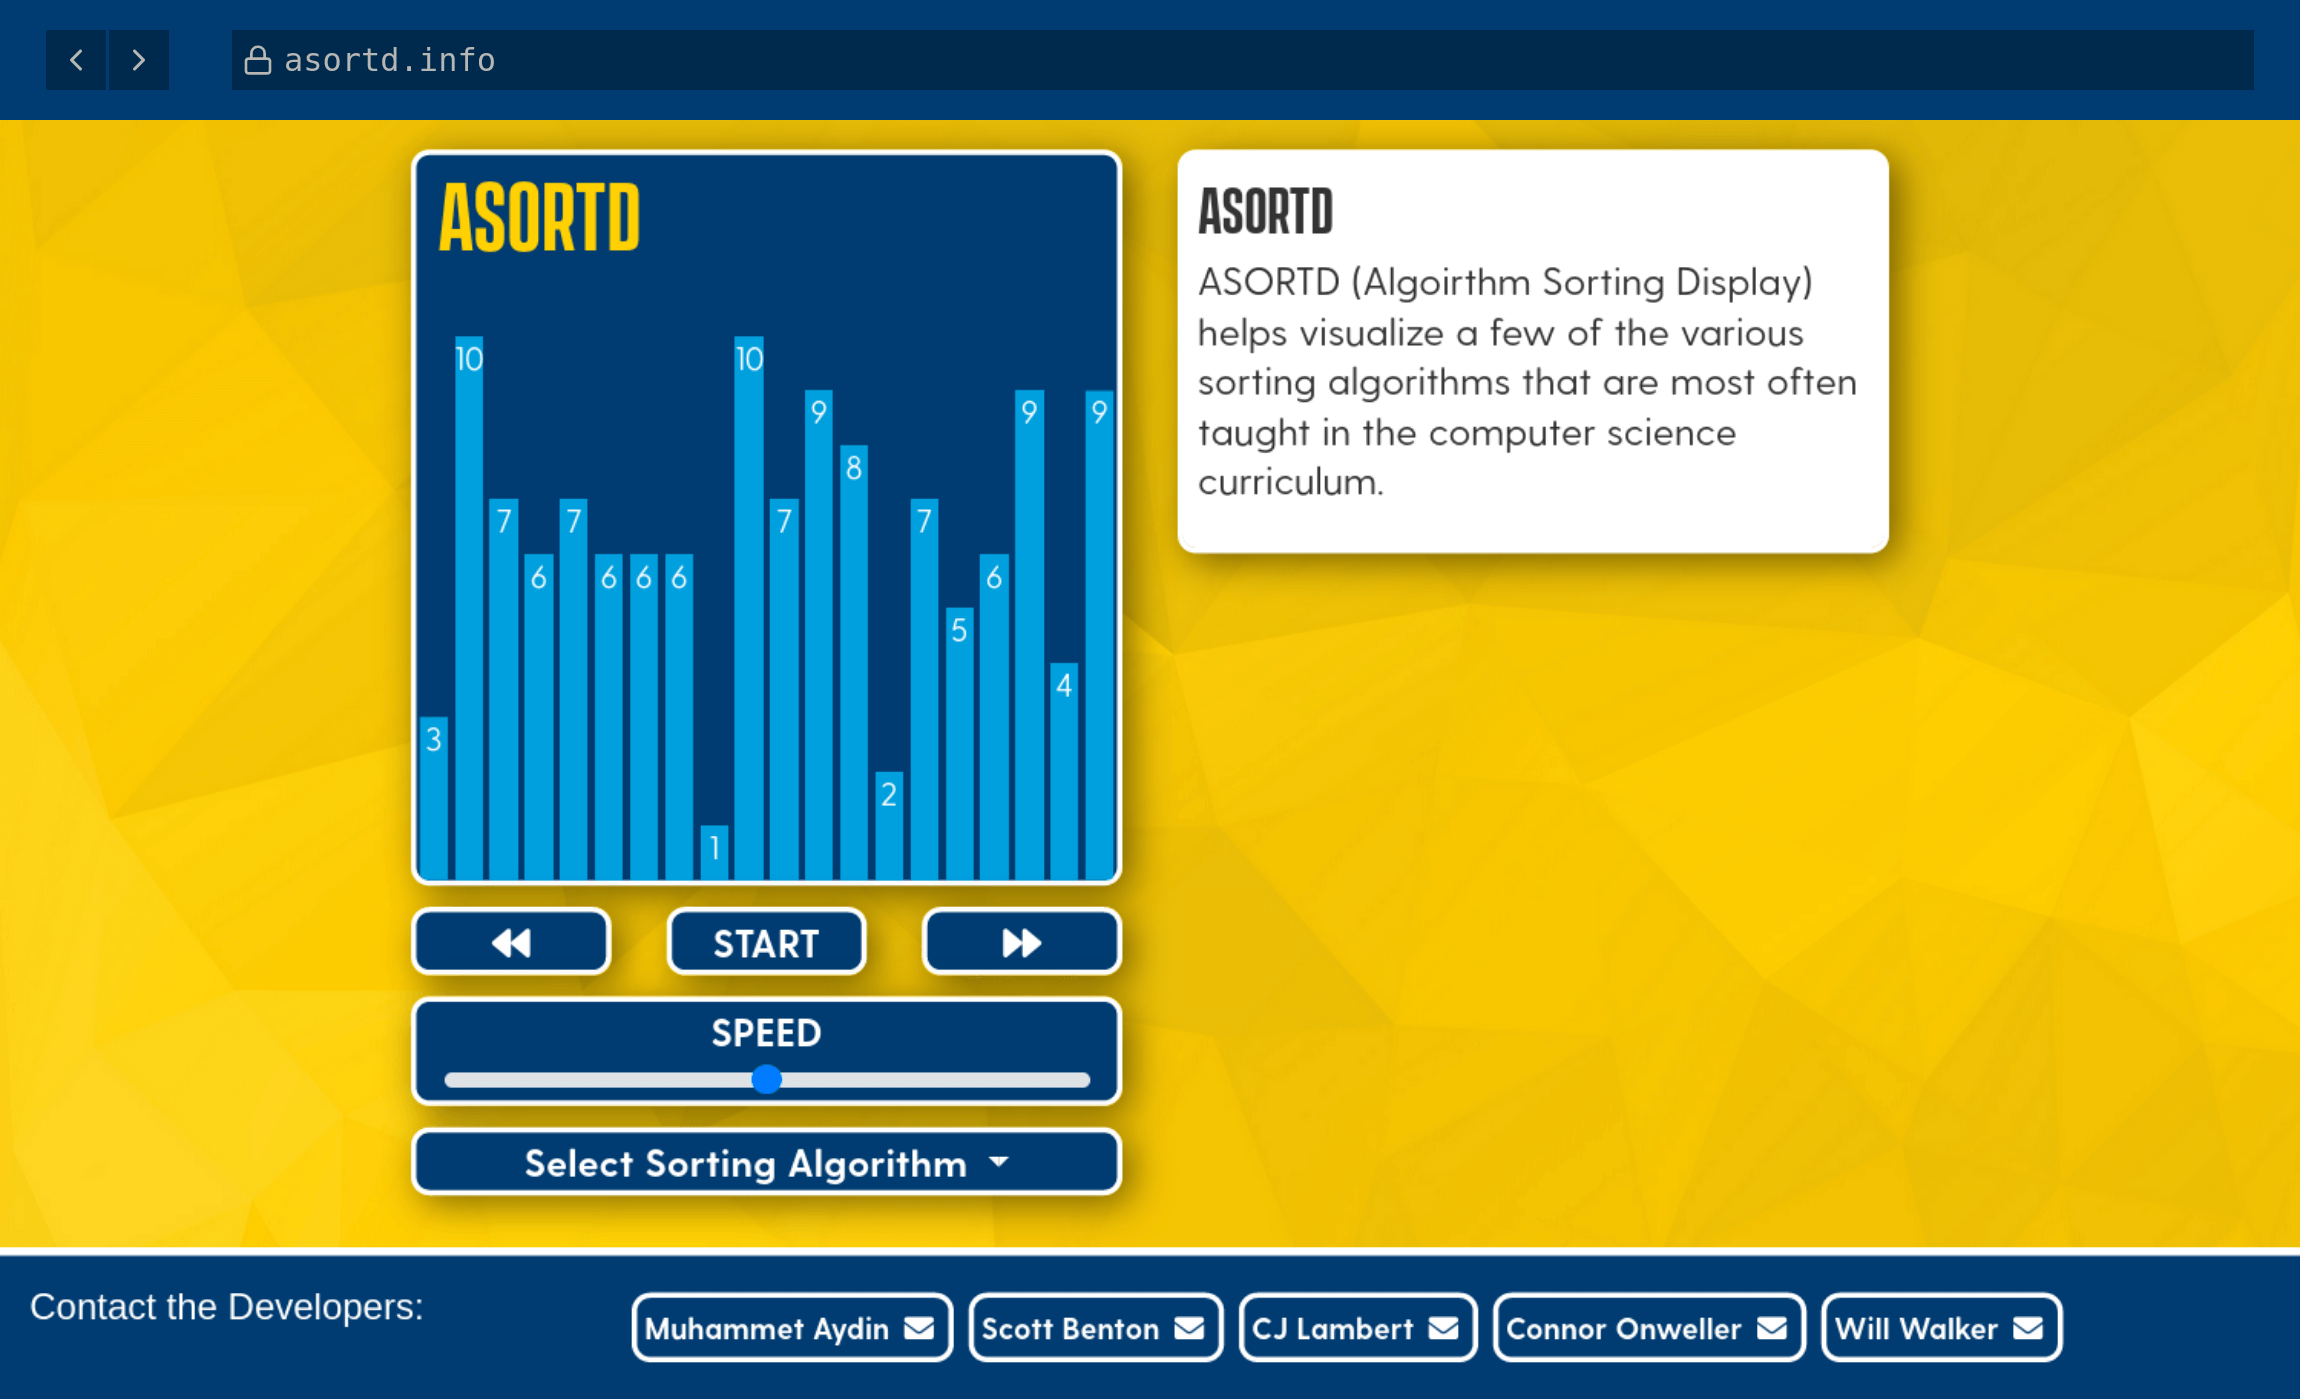 asortd.info
ASORTD
10 10
9 9 9
8
7 7 7 7
6 6 6 6 6
5
4
3
2
1
START
SPEED
Select Sorting Algorithm
ASORTD
ASORTD (Algoirthm Sorting Display)
helps visualize a few of the various
sorting algorithms that are most often
taught in the computer science
curriculum.
Contact the Developers:
Muhammet Aydin
Scott Benton
CJ Lambert
Connor Onweller
Will Walker